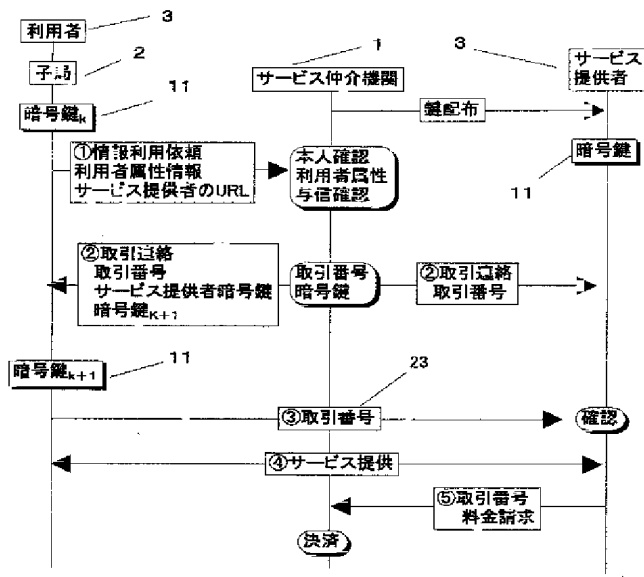 利用者
3
子局
2
1
3
サービス仲介機関
サービス
提供者
暗号鍵k
11
鍵配布
①情報利用依頼
利用者属性情報
サービス提供者のURL
本人確認
利用者属性
与信確認
暗号鍵
11
②取引連絡
取引番号
サービス提供者暗号鍵
暗号鍵K+1
取引番号
暗号鍵
②取引連絡
取引番号
暗号鍵k+1
11
23
③取引番号
確認
④サービス提供
⑤取引番号
料金請求
決済